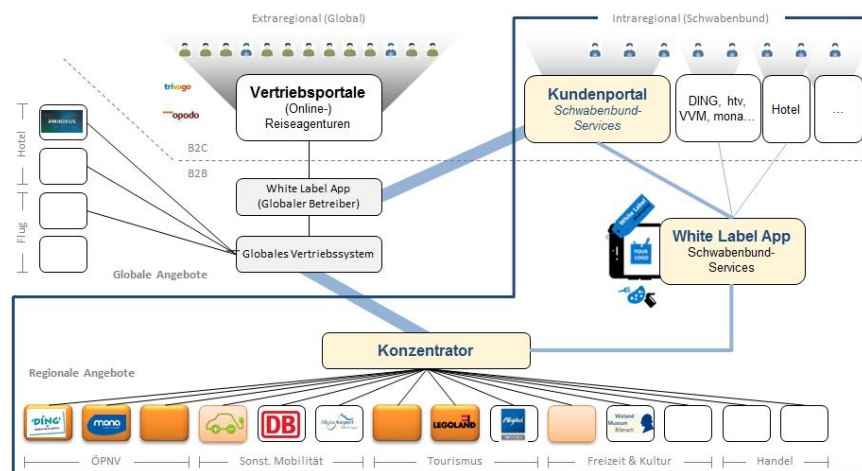 Extraregional (Global)
Intraregional (Schwabenbund)
trivago
opodo
Vertriebsportale
(Online-)
Reiseagenturen
Kundenportal
Schwabenbund-
Services
DING, htv,
VVM, mona...
Hotel
...
AMADEUS
Hotel
Flug
B2C
B2B
White Label App
(Globaler Betreiber)
Globales Vertriebssystem
Globale Angebote
White Label
YOUR
LOGO
White Label App
Schwabenbund-
Services
Konzentrator
Regionale Angebote
DING
mona
DB
Allgäu Airport
LEGOLAND
Wieland
Museum
Biberach
ÖPNV
Sonst. Mobilität
Tourismus
Freizeit & Kultur
Handel